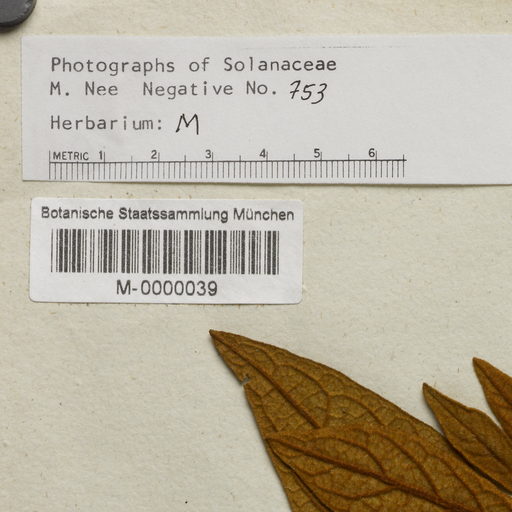 Photographs of Solanaceae
M. Nee Negative No. 753
Herbarium: M
METRIC 1 2 3 4 5 6
Botanische Staatssammlung München
M-0000039